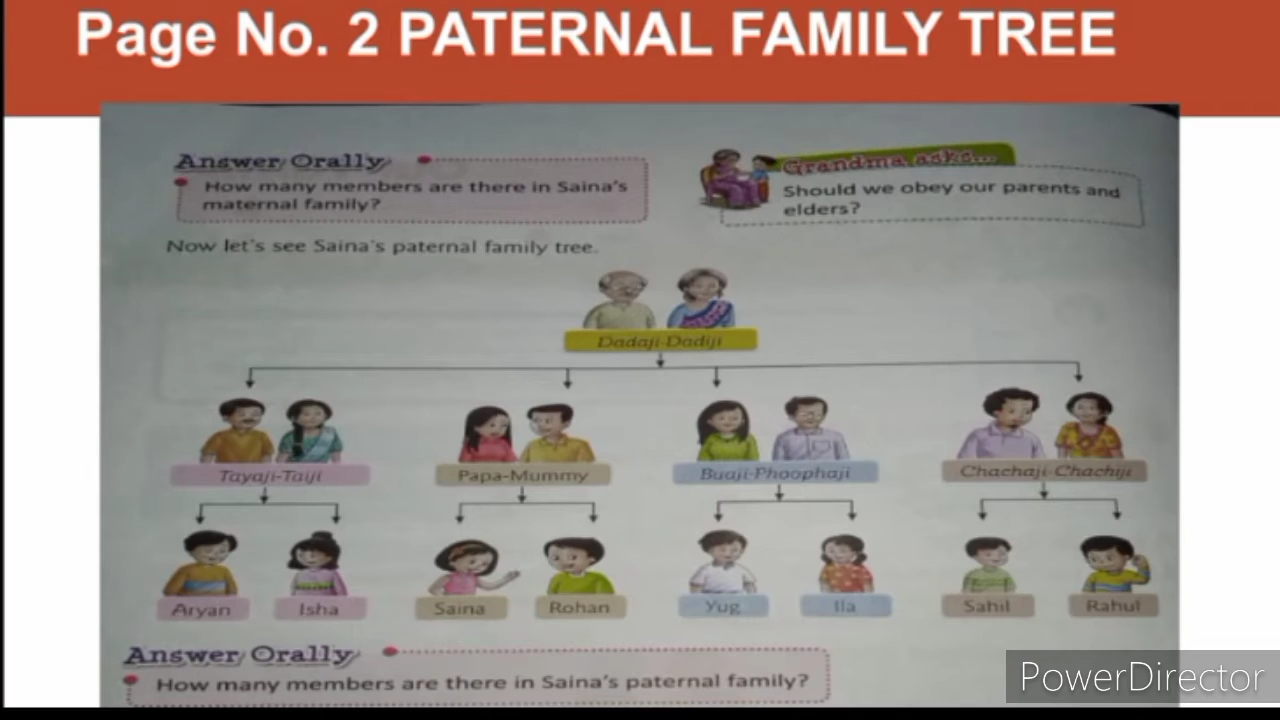 Page No. 2 PATERNAL FAMILY TREE
Answer Orally
How many members are there in Saina's
maternal family?
Grandma asks...
Should we obey our parents and
elders?
Now let's see Saina's paternal family tree.
Dadaji-Dadiji
Tayaji-Taiji
Papa-Mummy
Buaji-Phoophaji
Chachaji-Chachiji
Aryan
Isha
Saina
Rohan
Yug
Ila
Sahil
Rahul
Answer Orally
How many members are there in Saina's paternal family?
PowerDirector